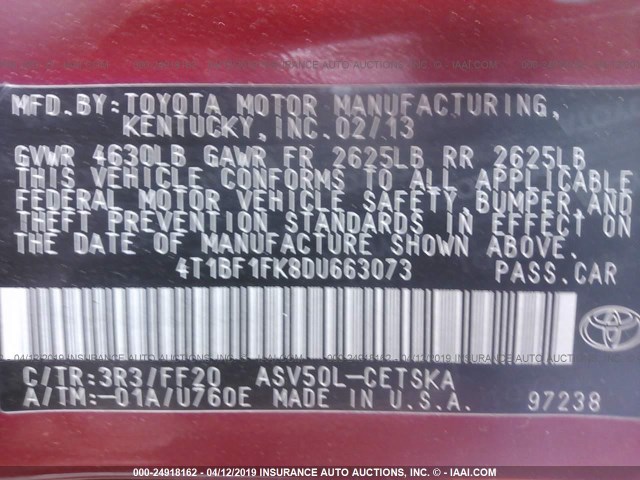 MFD.BY: TOYOTA MOTOR MANUFACTURING,
KENTUCKY, INC. 02/13
GVWR 4630LB GAWR FR 2625LB RR 2625LB
THIS VEHICLE CONFORMS TO ALL APPLICABLE
FEDERAL MOTOR VEHICLE SAFETY, BUMPER AND
THEFT PREVENTION STANDARDS IN EFFECT ON
THE DATE OF MANUFACTURE SHOWN ABOVE.
4T1BF1FK8DU663073 PASS.CAR
C/TR:3R3/FF20 ASV50L-CETSKA
A/TM:-01A/U760E MADE IN U.S.A. 97238
000-24918162 - 04/12/2019 INSURANCE AUTO AUCTIONS, INC. - IAAI.COM